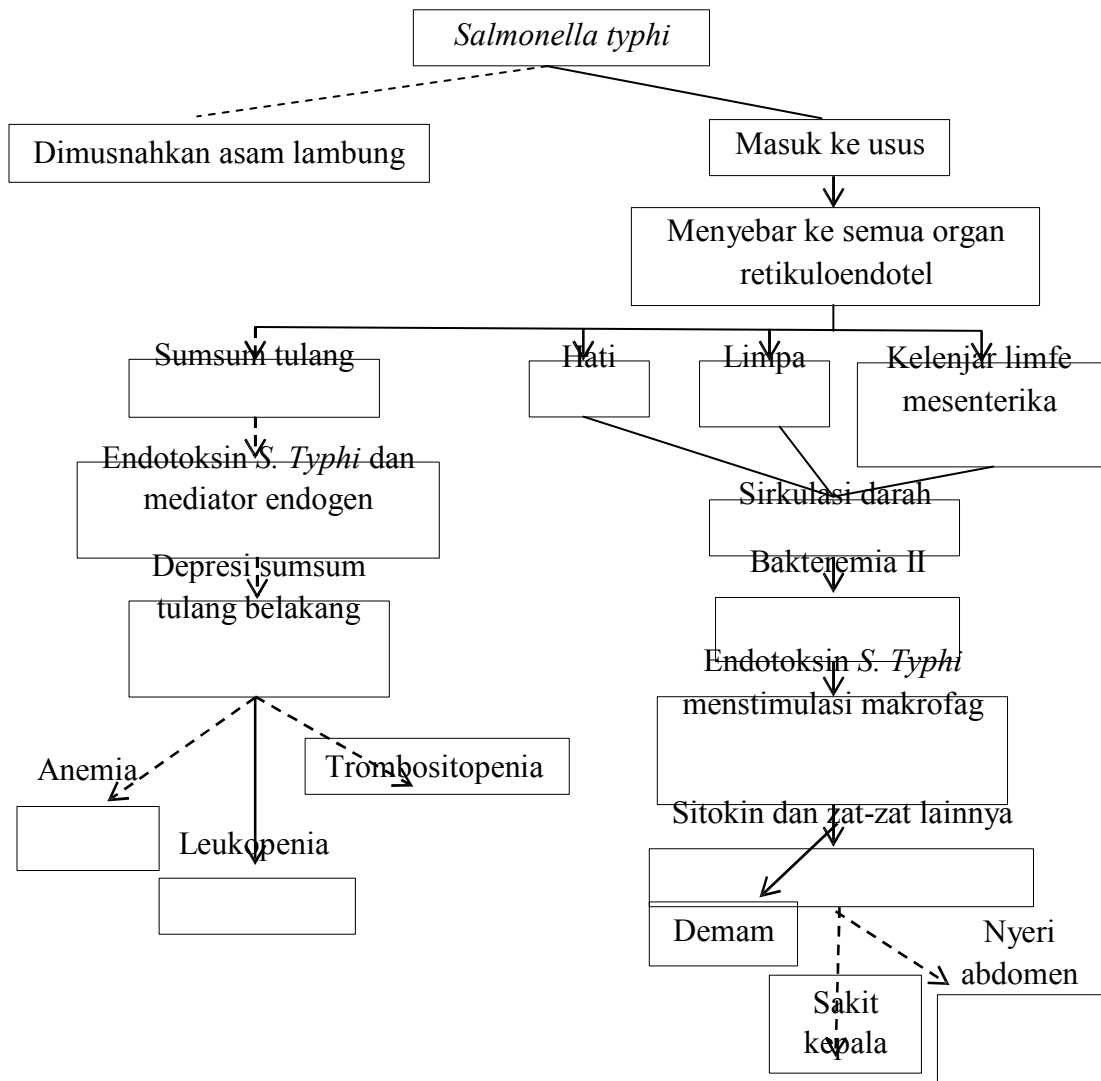 Salmonella typhi
Dimusnahkan asam lambung
Masuk ke usus
Menyebar ke semua organ
retikuloendotel
Sumsum tulang
Hati
Limpa
Kelenjar limfe
mesenterika
Endotoksin S. Typhi dan
mediator endogen
Sirkulasi darah
Depresi sumsum
tulang belakang
Bakteremia II
Endotoksin S. Typhi
menstimulasi makrofag
Anemia
Trombositopenia
Leukopenia
Sitokin dan zat-zat lainnya
Demam
Nyeri
abdomen
Sakit
kepala